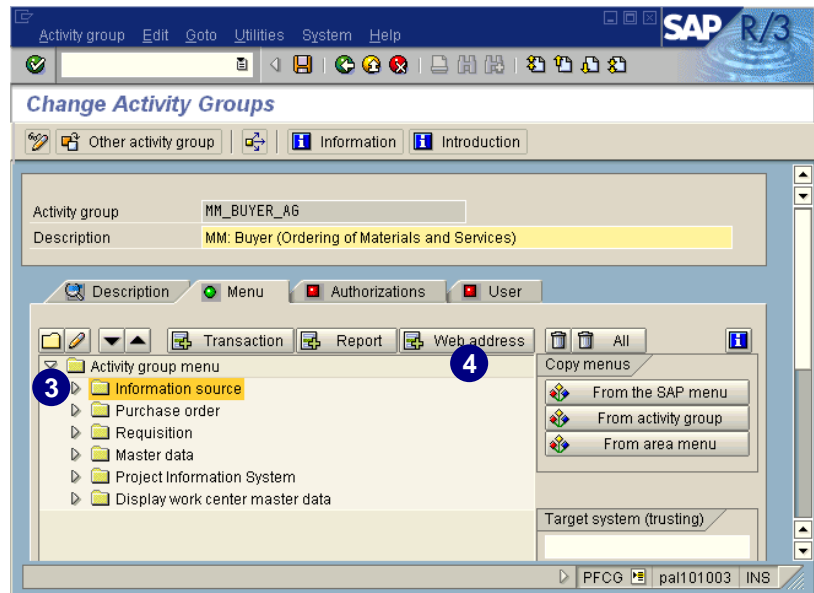 Activity group Edit Goto Utilities System Help
SAP R/3
Change Activity Groups
Other activity group Information Introduction
Activity group MM_BUYER_AG
Description MM: Buyer (Ordering of Materials and Services)
Description Menu Authorizations User
Transaction Report Web address All
4
Activity group menu
Copy menus
3 Information source
From the SAP menu
Purchase order
From activity group
Requisition
From area menu
Master data
Project Information System
Display work center master data
Target system (trusting)
PFCG pal101003 INS